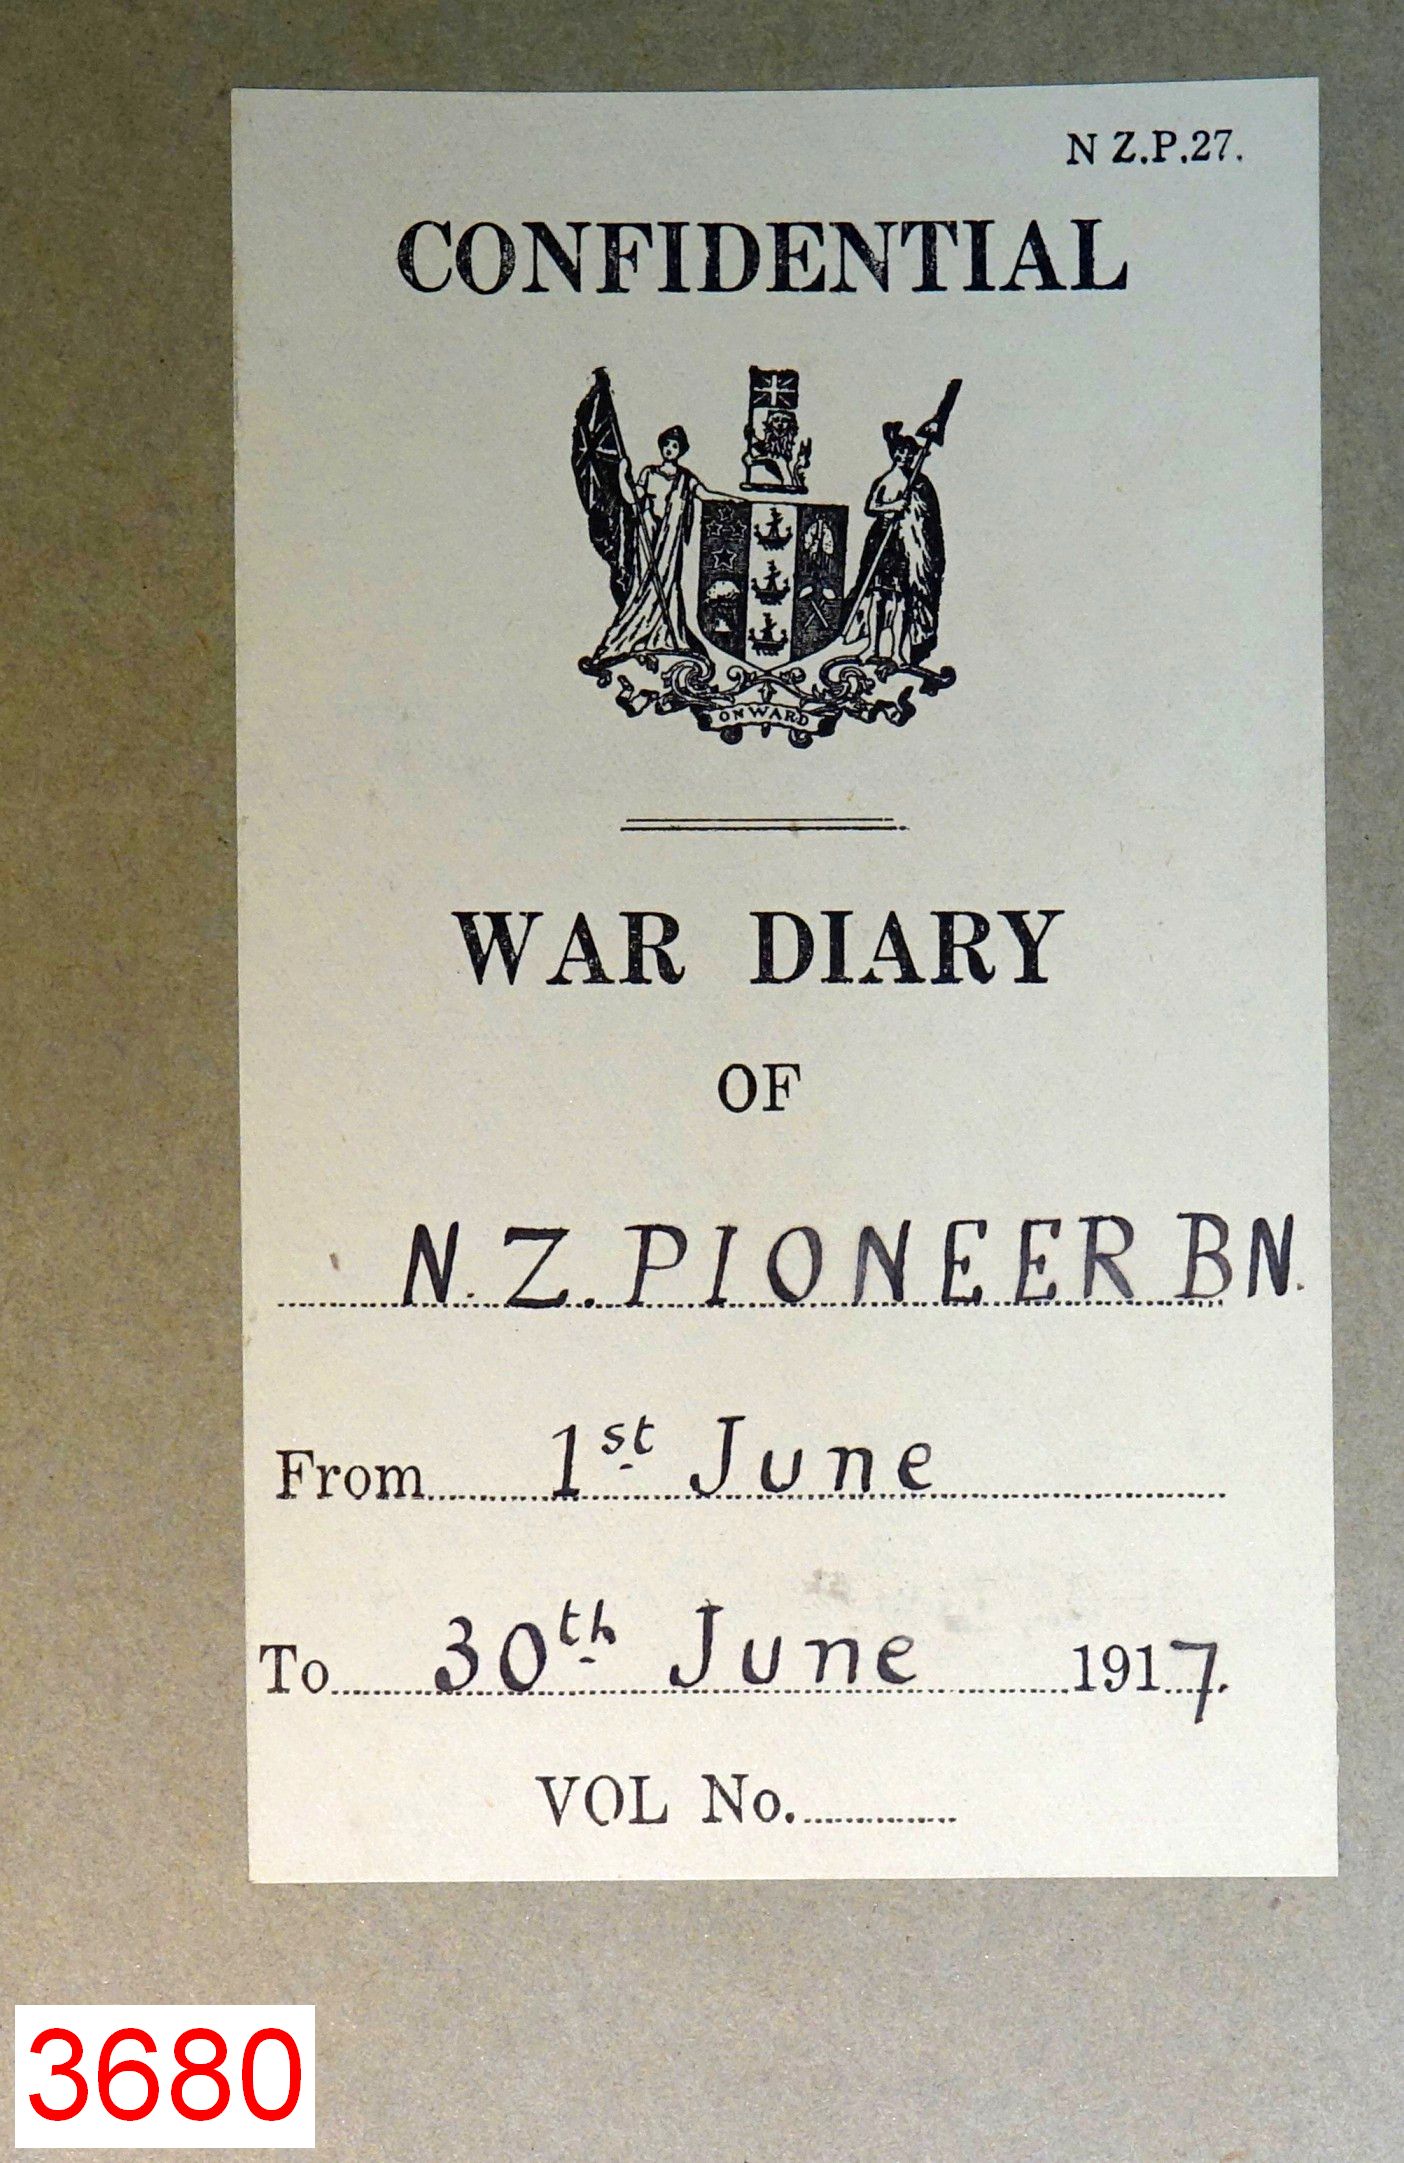 N Z.P.27.
CONFIDENTIAL
ONWARD
WAR DIARY
OF
N. Z. PIONEER BN.
From 1st June
To 30th June 1917.
VOL No.
3680